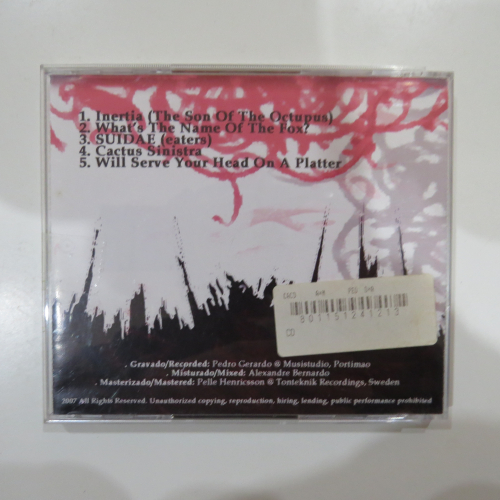 1. Inertia (The Son Of The Octupus)
2. What's The Name Of The Fox?
3. SUIDAE (eaters)
4. Cactus Sinistra
5. Will Serve Your Head On A Platter
CD
. Gravado/Recorded: Pedro Gerardo @ Musistudio, Portimao
. Misturado/Mixed: Alexandre Bernardo
. Masterizado/Mastered: Pelle Henricsson @ Tonteknik Recordings, Sweden
2007 All Rights Reserved. Unauthorized copying, reproduction, hiring, lending, public performance prohibited